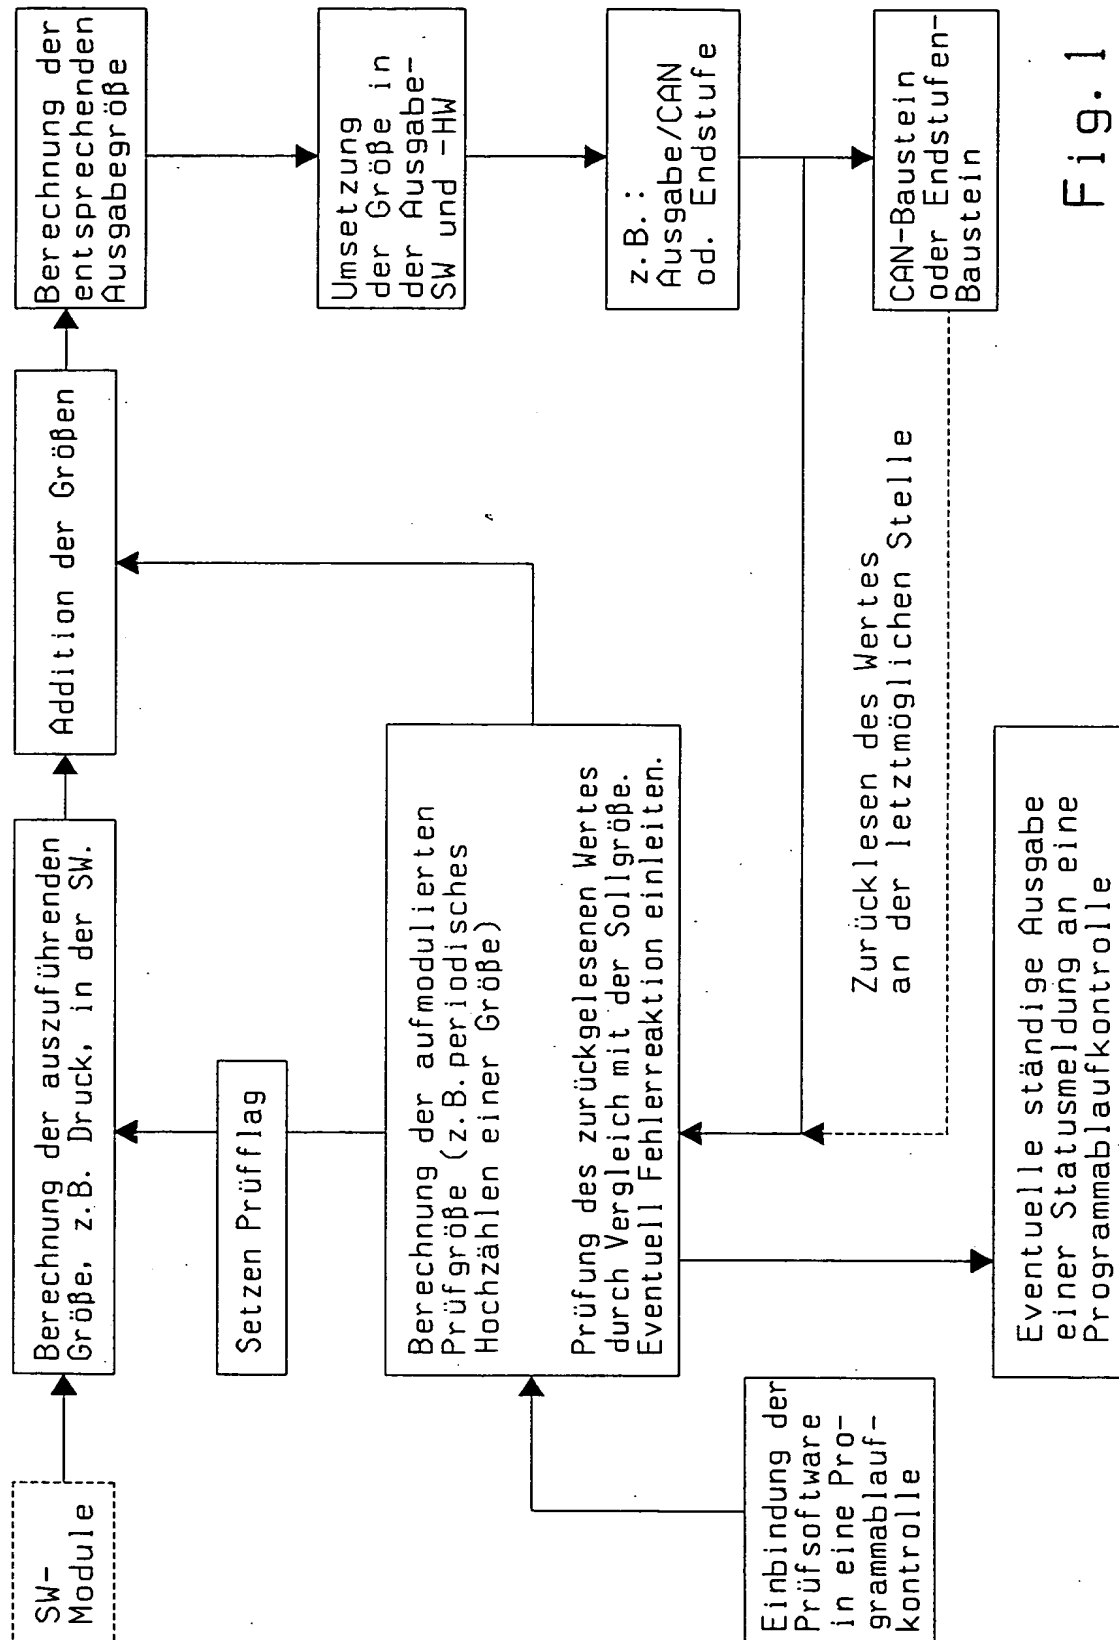 SW-
Module
Berechnung der auszuführenden
Größe, z.B. Druck, in der SW.
Addition der Größen
Berechnung der
entsprechenden
Ausgabegröße
Setzen Prüfflag
Umsetzung
der Größe in
der Ausgabe-
SW und -HW
Berechnung der aufmodulierten
Prüfgröße (z.B. periodisches
Hochzählen einer Größe)
Prüfung des zurückgelesenen Wertes
durch Vergleich mit der Sollgröße.
Eventuell Fehlerreaktion einleiten.
z.B.:
Ausgabe/CAN
od. Endstufe
Einbindung der
Prüfsoftware
in eine Pro-
grammablauf-
kontrolle
Zurücklesen des Wertes
an der letztmöglichen Stelle
CAN-Baustein
oder Endstufen-
Baustein
Eventuelle ständige Ausgabe
einer Statusmeldung an eine
Programmablaufkontrolle
Fig. 1